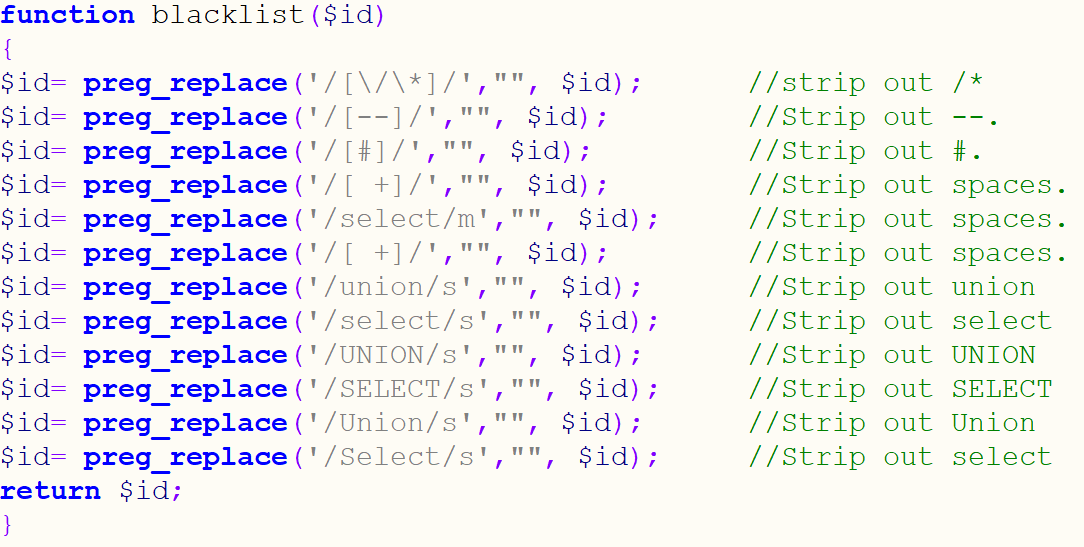 function blacklist($id)
{
$id= preg_replace('/[\/\*]/',"", $id);		//strip out /*
$id= preg_replace('/[--]/',"", $id);		//Strip out --.
$id= preg_replace('/[#]/',"", $id);		//Strip out #.
$id= preg_replace('/[ +]/',"", $id);		//Strip out spaces.
$id= preg_replace('/select/m',"", $id);		//Strip out spaces.
$id= preg_replace('/[ +]/',"", $id);		//Strip out spaces.
$id= preg_replace('/union/s',"", $id);		//Strip out union
$id= preg_replace('/select/s',"", $id);		//Strip out select
$id= preg_replace('/UNION/s',"", $id);		//Strip out UNION
$id= preg_replace('/SELECT/s',"", $id);		//Strip out SELECT
$id= preg_replace('/Union/s',"", $id);		//Strip out Union
$id= preg_replace('/Select/s',"", $id);		//Strip out select
return $id;
}